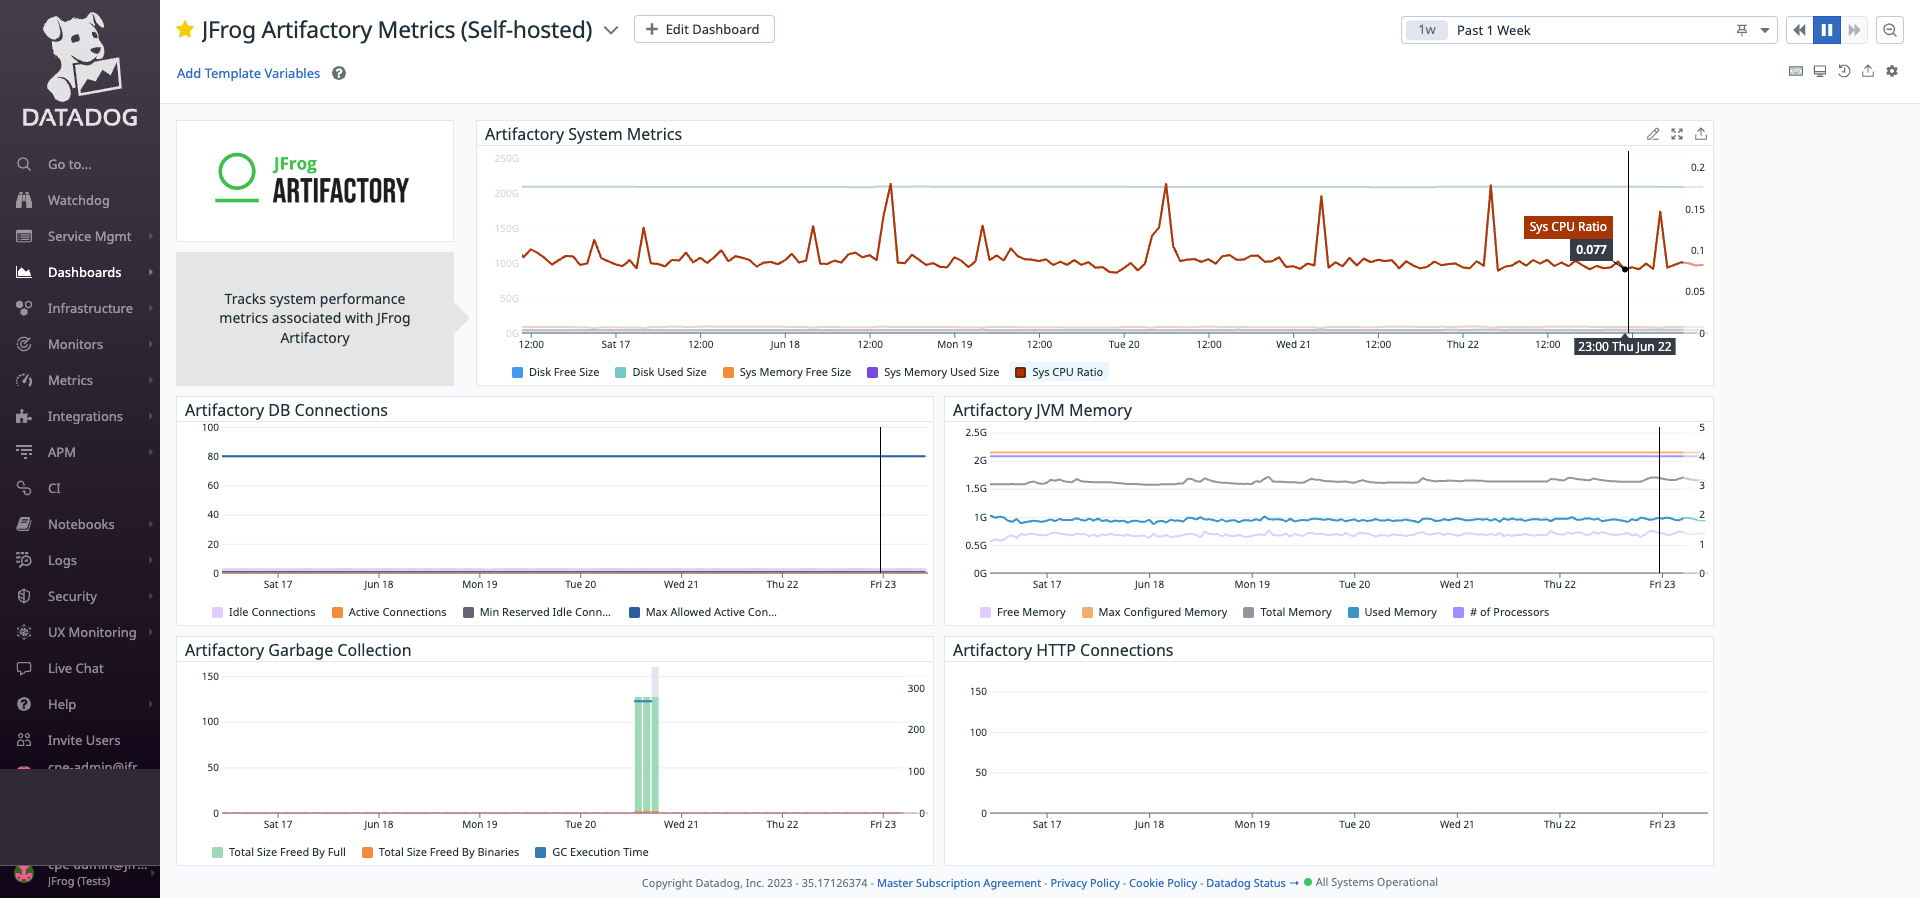 DATADOG
Go to...
Watchdog
Service Mgmt
Dashboards
Infrastructure
Monitors
Metrics
Integrations
APM
CI
Notebooks
Logs
Security
UX Monitoring
Live Chat
Help
Invite Users
JFrog (Tests)
JFrog Artifactory Metrics (Self-hosted)
+ Edit Dashboard
1w Past 1 Week
Add Template Variables ?
JFrog
ARTIFACTORY
Tracks system performance
metrics associated with JFrog
Artifactory
Artifactory System Metrics
250G
200G
150G
100G
50G
0G
0.2
0.15
0.1
0.05
0
Sys CPU Ratio
0.077
12:00 Sat 17 12:00 Jun 18 12:00 Mon 19 12:00 Tue 20 12:00 Wed 21 12:00 Thu 22 12:00 23:00 Thu Jun 22
Disk Free Size Disk Used Size Sys Memory Free Size Sys Memory Used Size Sys CPU Ratio
Artifactory DB Connections
100
80
60
40
20
0
Sat 17 Jun 18 Mon 19 Tue 20 Wed 21 Thu 22 Fri 23
Idle Connections Active Connections Min Reserved Idle Conn... Max Allowed Active Con...
Artifactory JVM Memory
2.5G
2G
1.5G
1G
0.5G
0G
5
4
3
2
1
0
Sat 17 Jun 18 Mon 19 Tue 20 Wed 21 Thu 22 Fri 23
Free Memory Max Configured Memory Total Memory Used Memory # of Processors
Artifactory Garbage Collection
150
100
50
0
300
200
100
0
Sat 17 Jun 18 Mon 19 Tue 20 Wed 21 Thu 22 Fri 23
Total Size Freed By Full Total Size Freed By Binaries GC Execution Time
Artifactory HTTP Connections
150
100
50
0
Sat 17 Jun 18 Mon 19 Tue 20 Wed 21 Thu 22 Fri 23
Copyright Datadog, Inc. 2023 - 35.17126374 - Master Subscription Agreement - Privacy Policy - Cookie Policy - Datadog Status → All Systems Operational